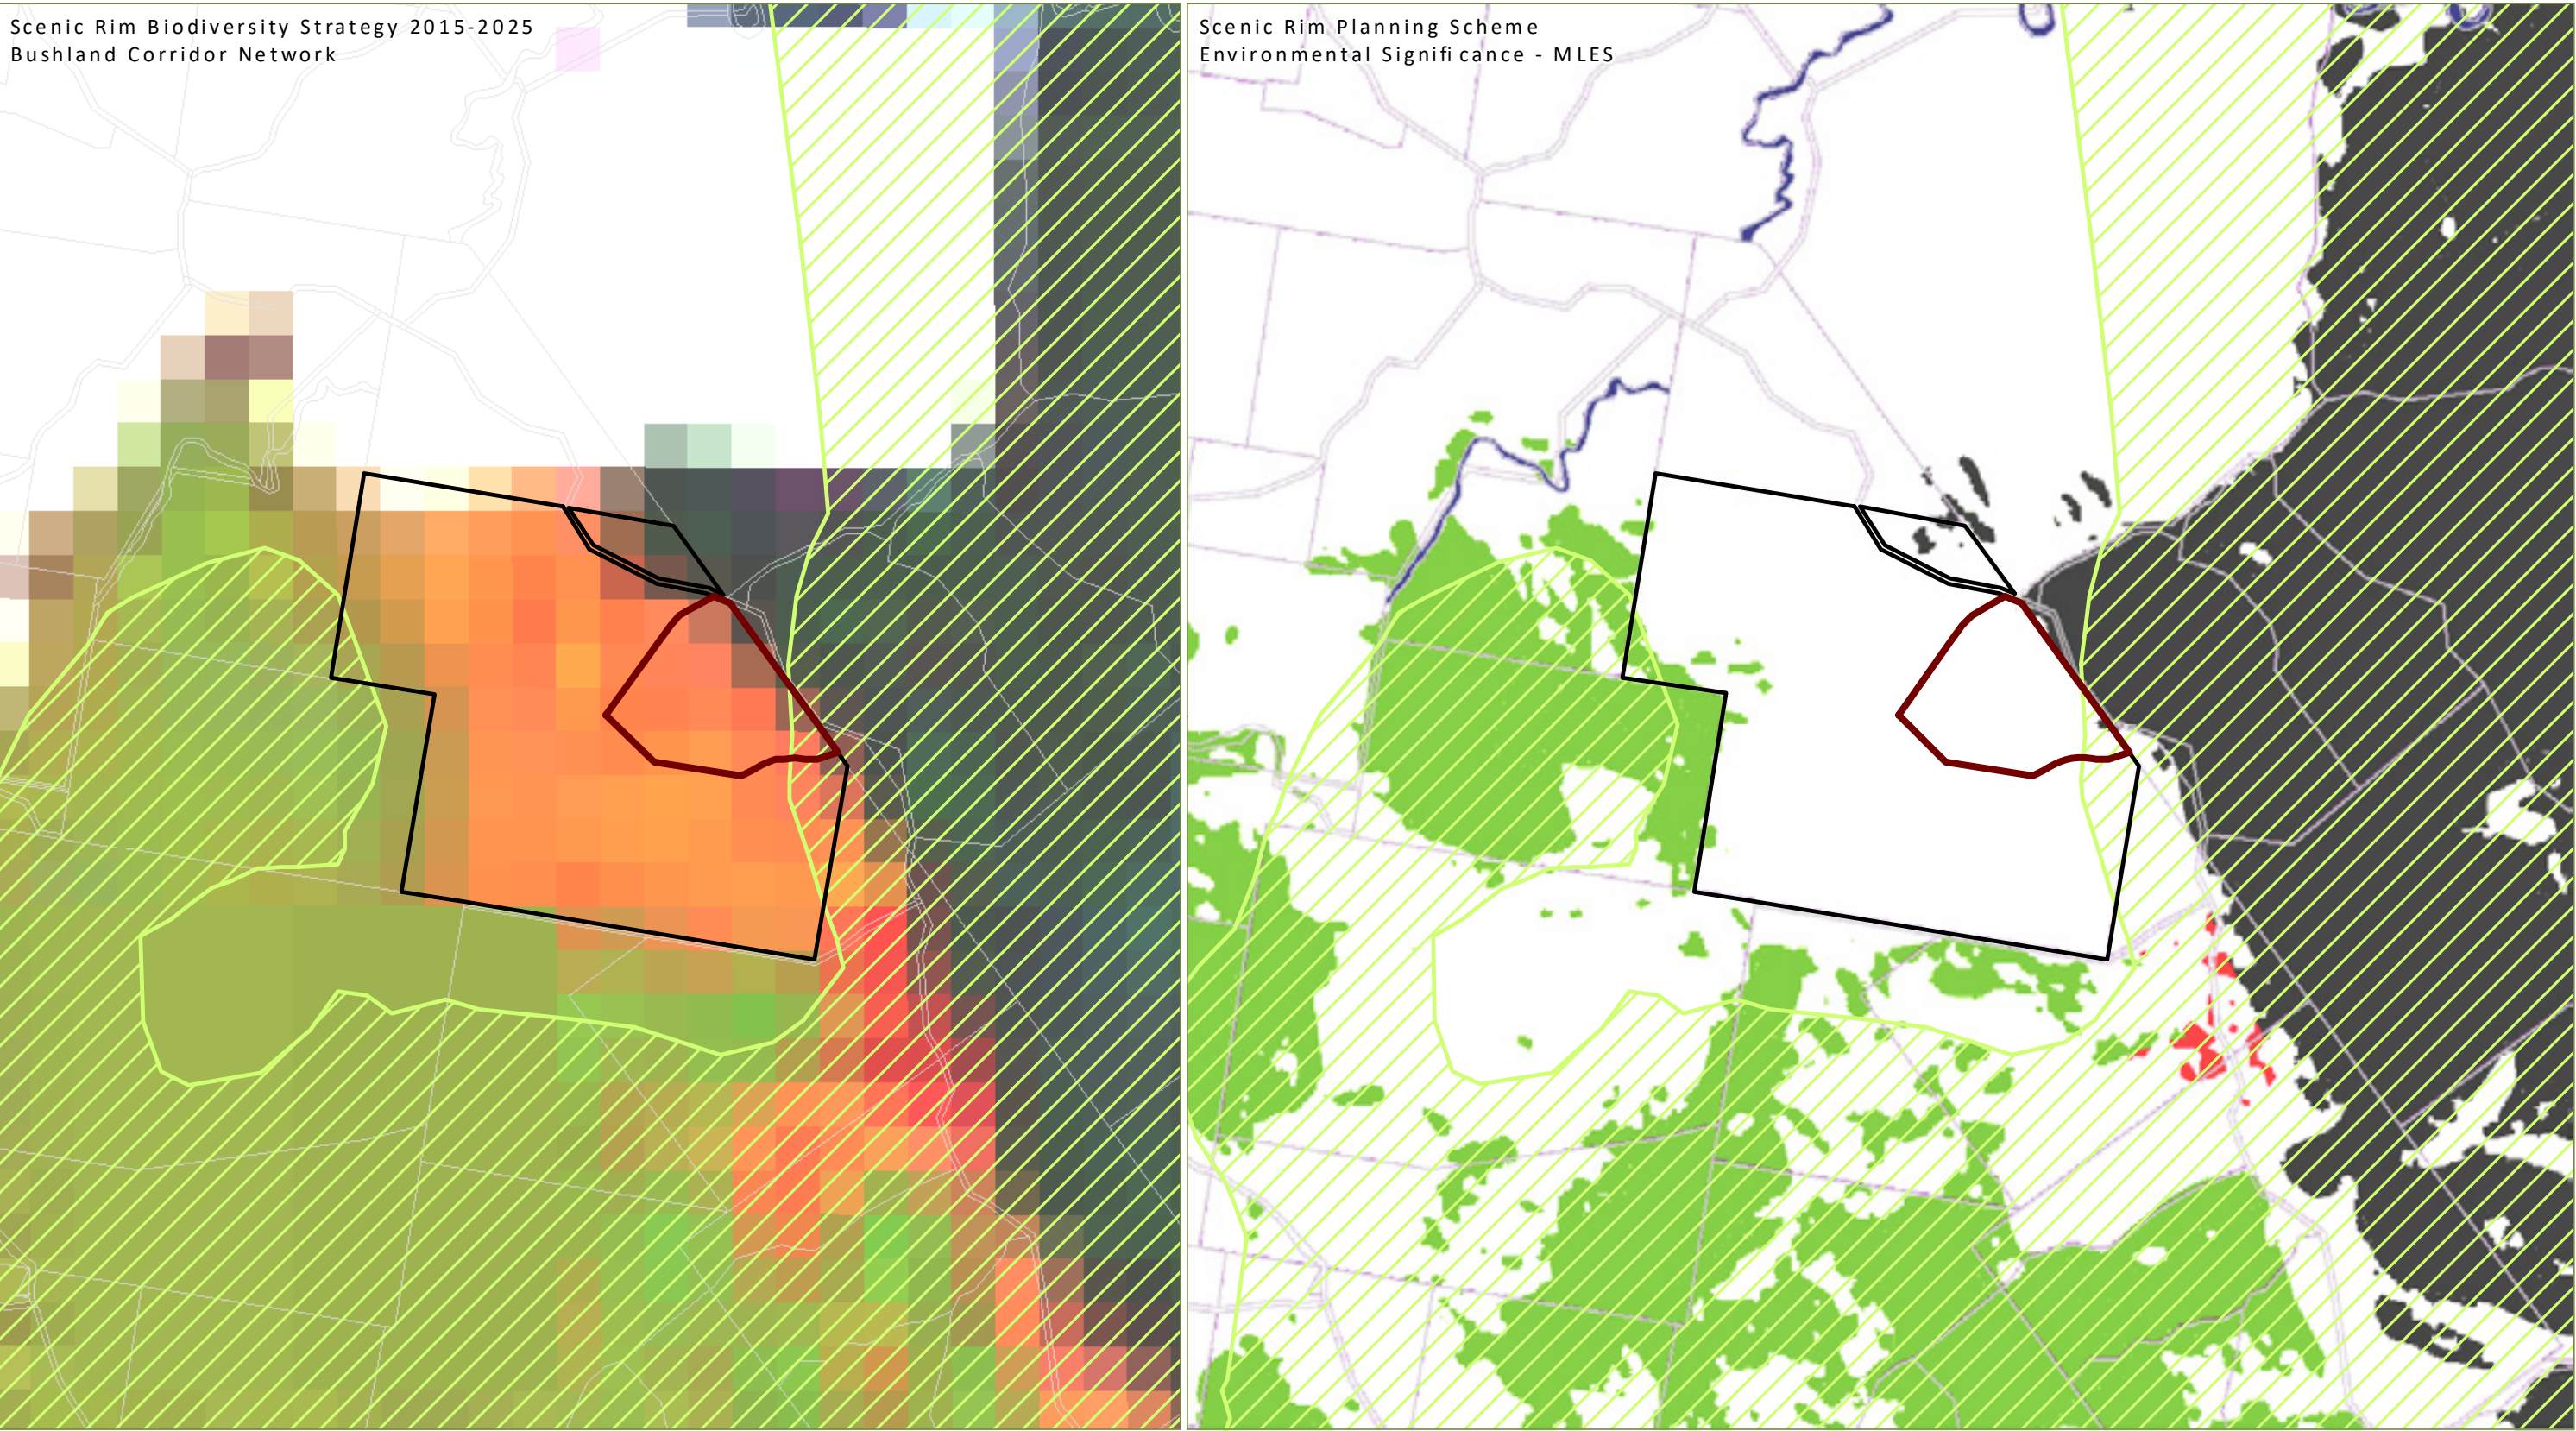 Scenic Rim Biodiversity Strategy 2015-2025
Bushland Corridor Network
Scenic Rim Planning Scheme
Environmental Significance - MLES